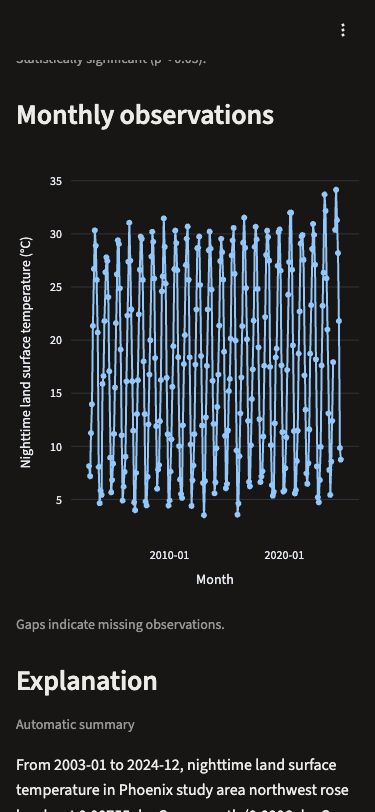 Monthly observations
35
30
25
20
15
10
5
Nighttime land surface temperature (°C)
2010-01
2020-01
Month
Gaps indicate missing observations.
Explanation
Automatic summary
From 2003-01 to 2024-12, nighttime land surface
temperature in Phoenix study area northwest rose